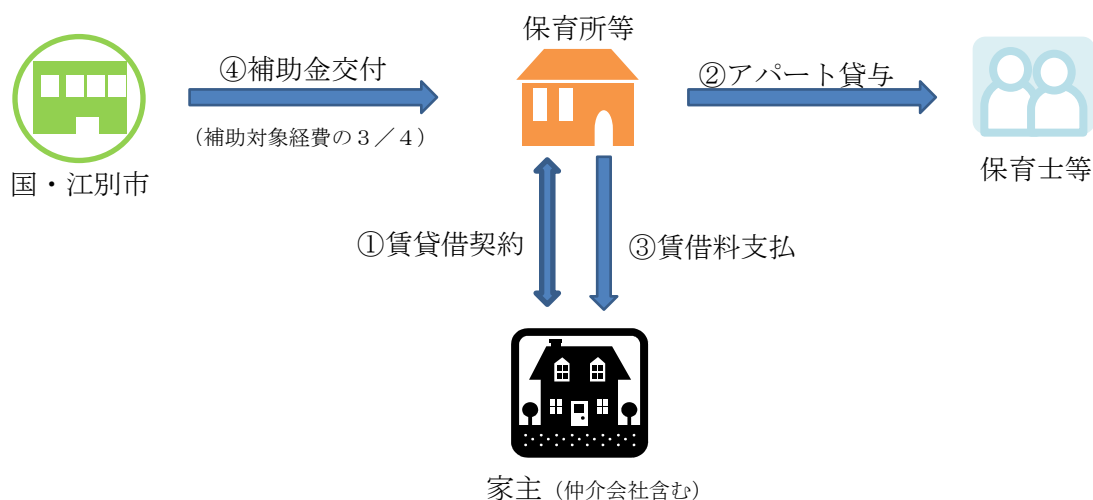 保育所等
④補助金交付
②アパート貸与
(補助対象経費の3/4)
国・江別市
保育士等
①賃貸借契約
③賃借料支払
家主(仲介会社含む)